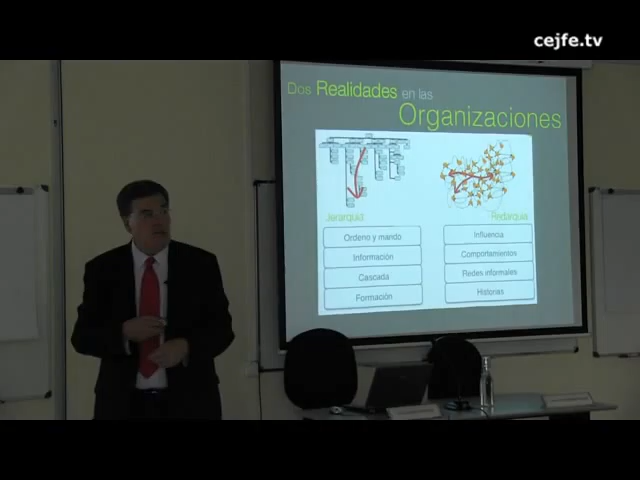 cejfe.tv
Dos Realidades en las
Organizaciones
Jerarquía
Redarquía
Ordeno y mando
Información
Cascada
Formación
Influencia
Comportamientos
Redes informales
Historias